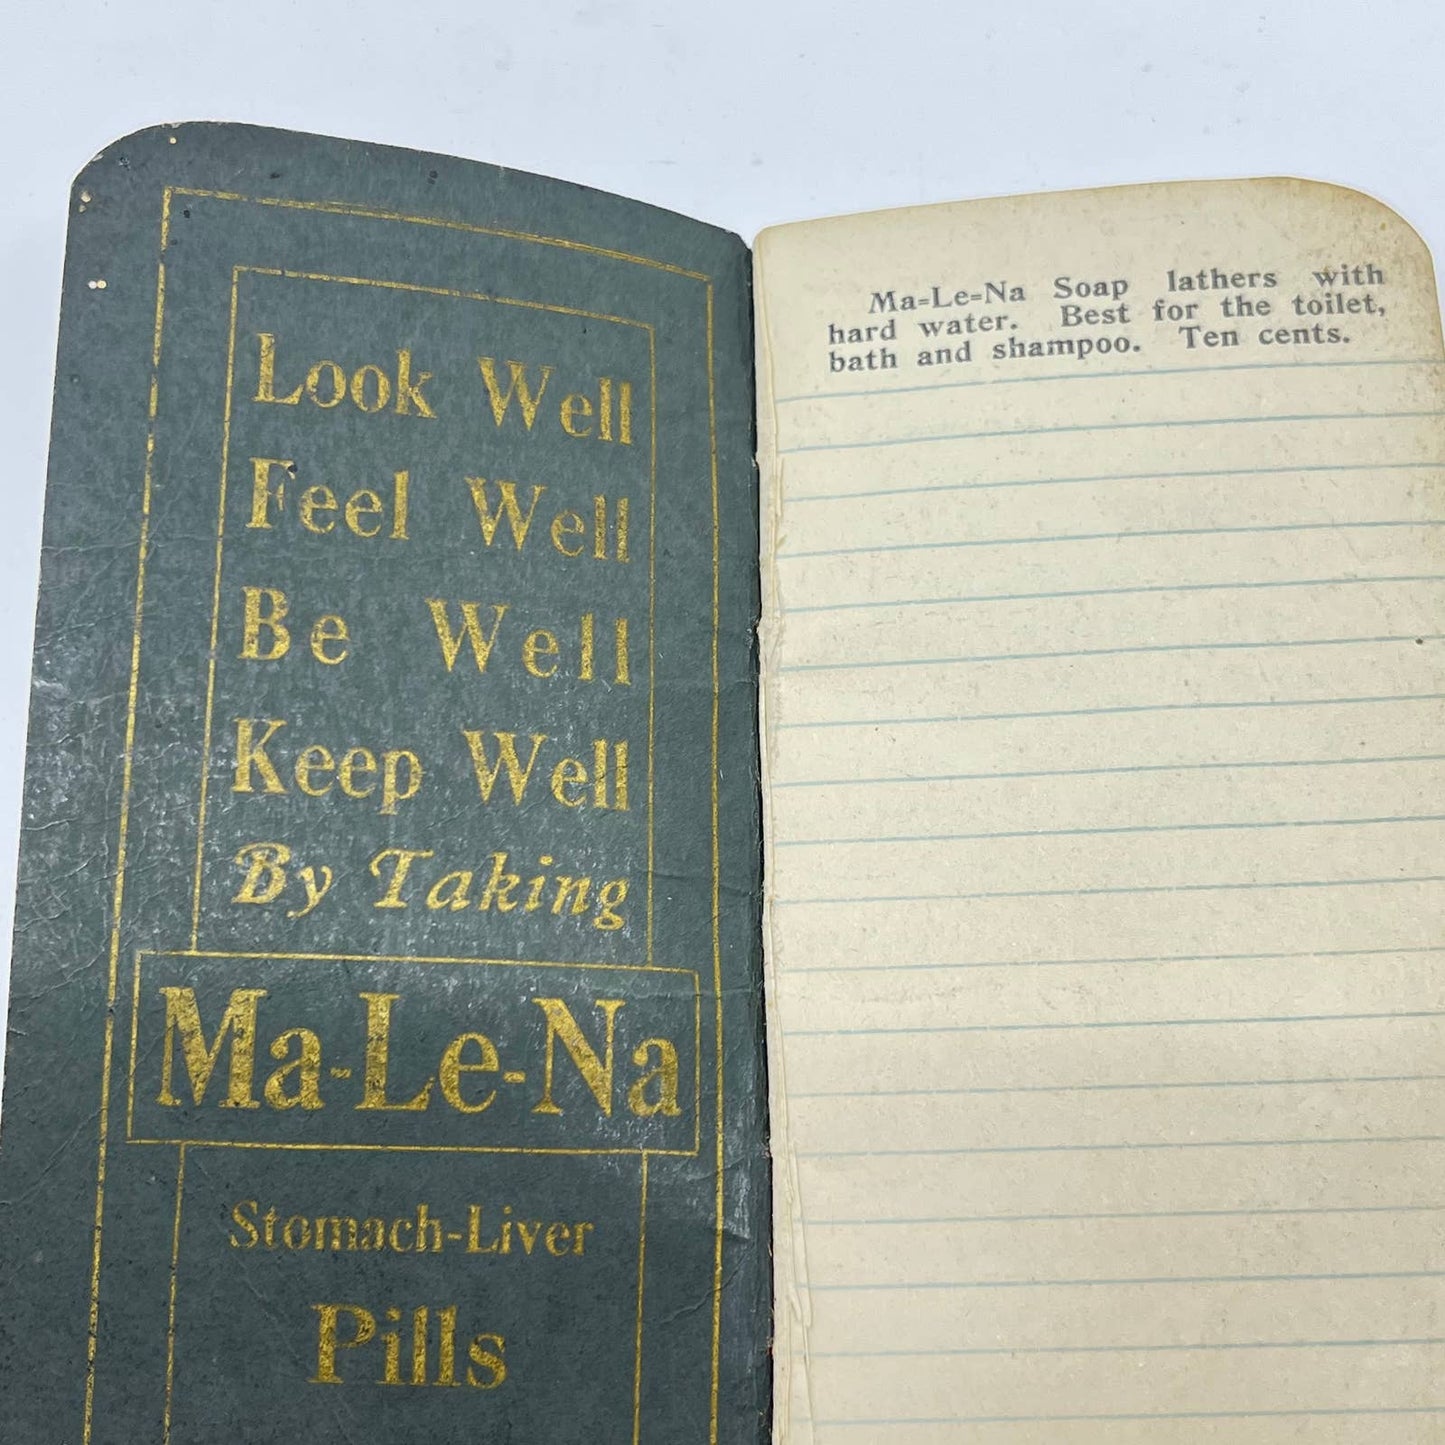 Look Well
Feel Well
Be Well
Keep Well
By Taking
Ma-Le-Na
Stomach-Liver
Pills
Ma-Le-Na Soap lathers with
hard water. Best for the toilet,
bath and shampoo. Ten cents.